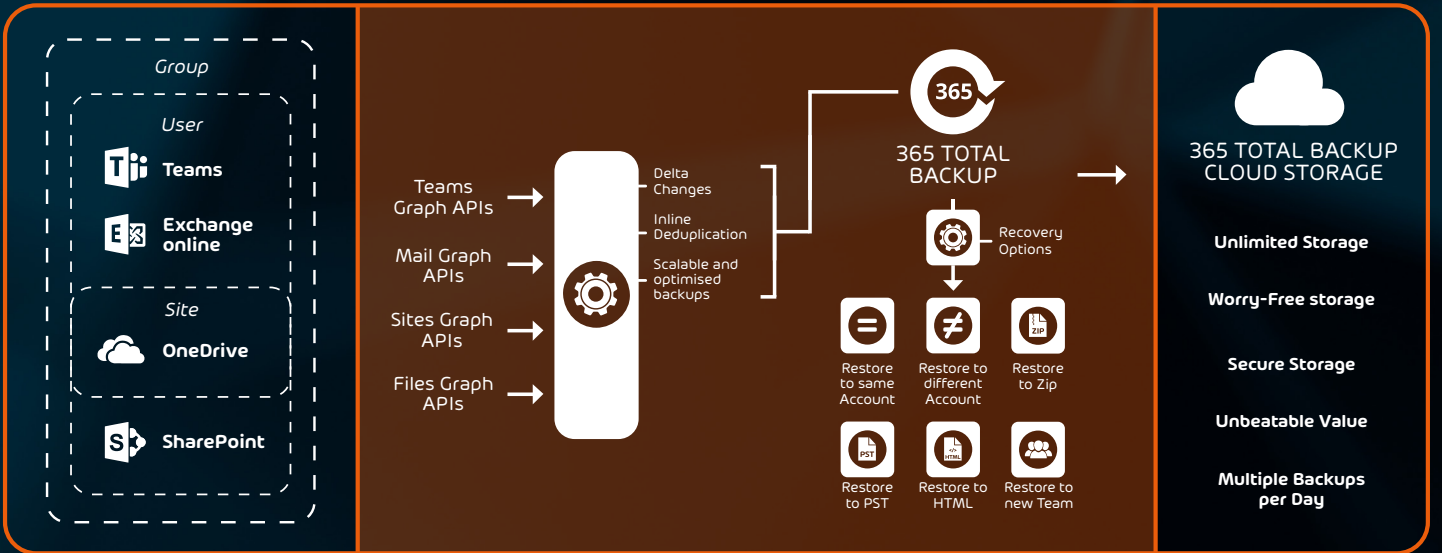 Group
User
Teams
Exchange
online
Site
OneDrive
SharePoint
Teams
Graph APIs
Mail Graph
APIs
Sites Graph
APIs
Files Graph
APIs
Delta
Changes
Inline
Deduplication
Scalable and
optimised
backups
365
365 TOTAL
BACKUP
Recovery
Options
Restore
to same
Account
Restore to
different
Account
ZIP
Restore
to Zip
PST
Restore
to PST
HTML
Restore to
HTML
Restore to
new Team
365 TOTAL BACKUP
CLOUD STORAGE
Unlimited Storage
Worry-Free storage
Secure Storage
Unbeatable Value
Multiple Backups
per Day